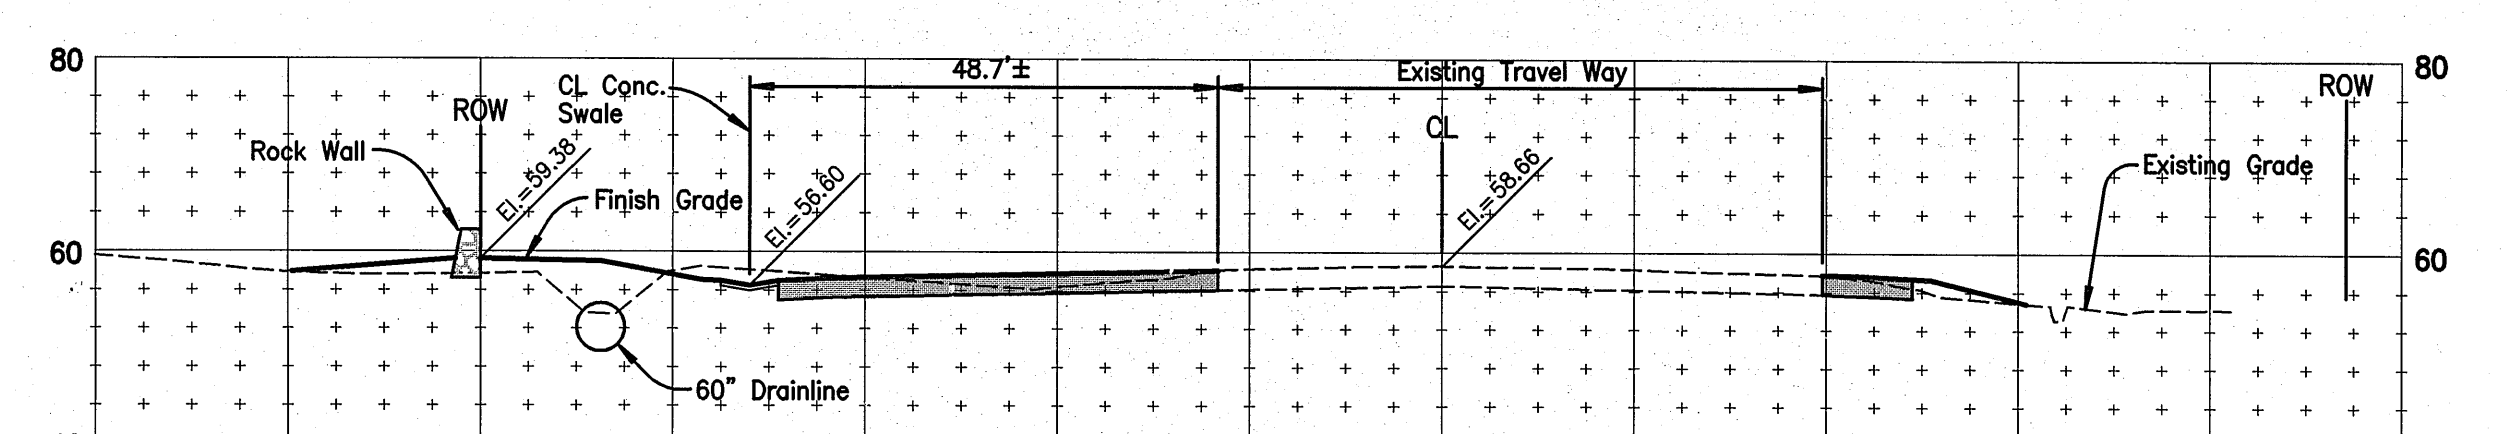 80
48.7'±
Existing Travel Way
80
CL Conc.
Swale
ROW
ROW
CL
Rock Wall
El.=59.38
El.=56.60
El.=58.66
Existing Grade
Finish Grade
60
60
60" Drainline